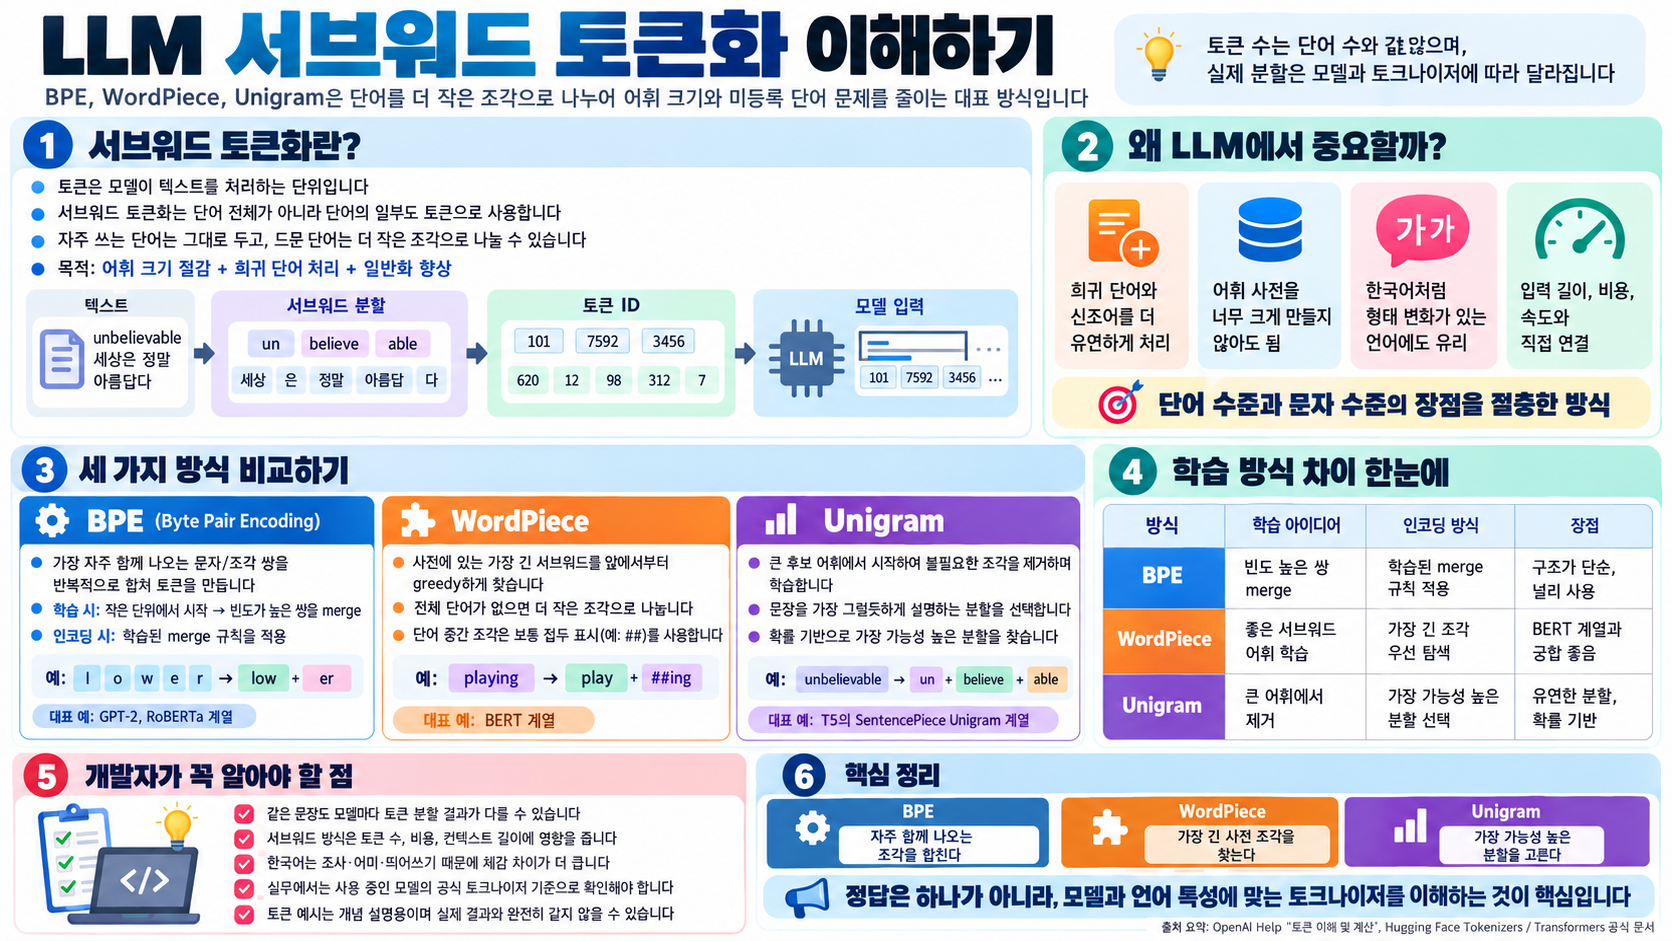 LLM 서브워드 토큰화 이해하기
BPE, WordPiece, Unigram은 단어를 더 작은 조각으로 나누어 어휘 크기와 미등록 단어 문제를 줄이는 대표 방식입니다
토큰 수는 단어 수와
실제 분할은 모델과 토크나이저에 따라 달라집니다
1 서브워드 토큰화란?
토큰은 모델이 텍스트를 처리하는 단위입니다
서브워드 토큰화는 단어 전체가 아니라 단어의 일부도 토큰으로 사용합니다
자주 쓰는 단어는 그대로 두고, 드문 단어는 더 작은 조각으로 나눌 수 있습니다
목적: 어휘 크기 절감 + 희귀 단어 처리 + 일반화 향상
텍스트
unbelievable
세상은 정말
아름답다
서브워드 분할
un believe able
세상 은 정말 아름답 다
토큰 ID
101 7592 3456
620 12 98 312 7
모델 입력
LLM
101 7592 3456 ...
2 왜 LLM에서 중요할까?
희귀 단어와
신조어를 더
유연하게 처리
어휘 사전을
너무 크게 만들지
않아도 됨
가가
한국어처럼
형태 변화가 있는
언어에도 유리
입력 길이, 비용,
속도와
직접 연결
단어 수준과 문자 수준의 장점을 절충한 방식
3 세 가지 방식 비교하기
BPE (Byte Pair Encoding)
가장 자주 함께 나오는 문자/조각 쌍을
반복적으로 합쳐 토큰을 만듭니다
학습 시: 작은 단위에서 시작 → 빈도가 높은 쌍을 merge
인코딩 시: 학습된 merge 규칙을 적용
예: l o w e r → low + er
대표 예: GPT-2, RoBERTa 계열
WordPiece
사전에 있는 가장 긴 서브워드를 앞에서부터
greedy하게 찾습니다
전체 단어가 없으면 더 작은 조각으로 나눕니다
단어 중간 조각은 보통 접두 표시(예: ##)를 사용합니다
예: playing → play + ##ing
대표 예: BERT 계열
Unigram
큰 후보 어휘에서 시작하여 불필요한 조각을 제거하며
학습합니다
문장을 가장 그럴듯하게 설명하는 분할을 선택합니다
확률 기반으로 가장 가능성 높은 분할을 찾습니다
예: unbelievable → un + believe + able
대표 예: T5의 SentencePiece Unigram 계열
4 학습 방식 차이 한눈에
방식 학습 아이디어 인코딩 방식 장접
BPE
빈도 높은 쌍
merge
학습된 merge
규칙 적용
구조가 단순,
널리 사용
WordPiece
좋은 서브워드
어휘 학습
가장 긴 조각
우선 탐색
BERT 계열과
궁합 좋음
Unigram
큰 어휘에서
제거
가장 가능성 높은
분할 선택
유연한 분할,
확률 기반
5 개발자가 꼭 알아야 할 점
같은 문장도 모델마다 토큰 분할 결과가 다를 수 있습니다
서브워드 방식은 토큰 수, 비용, 컨텍스트 길이에 영향을 줍니다
한국어는 조사·어미·띄어쓰기 때문에 체감 차이가 더 큽니다
실무에서는 사용 중인 모델의 공식 토크나이저 기준으로 확인해야 합니다
토큰 예시는 개념 설명용이며 실제 결과와 완전히 같지 않을 수 있습니다
</>
6 핵심 정리
BPE
자주 함께 나오는
조각을 합친다
WordPiece
가장 긴 사전 조각을
찾는다
Unigram
가장 가능성 높은
분할을 고른다
정답은 하나가 아니라, 모델과 언어 특성에 맞는 토크나이저를 이해하는 것이 핵심입니다
출처 요약: OpenAI Help "토큰 이해 및 계산", Hugging Face Tokenizers / Transformers 공식 문서